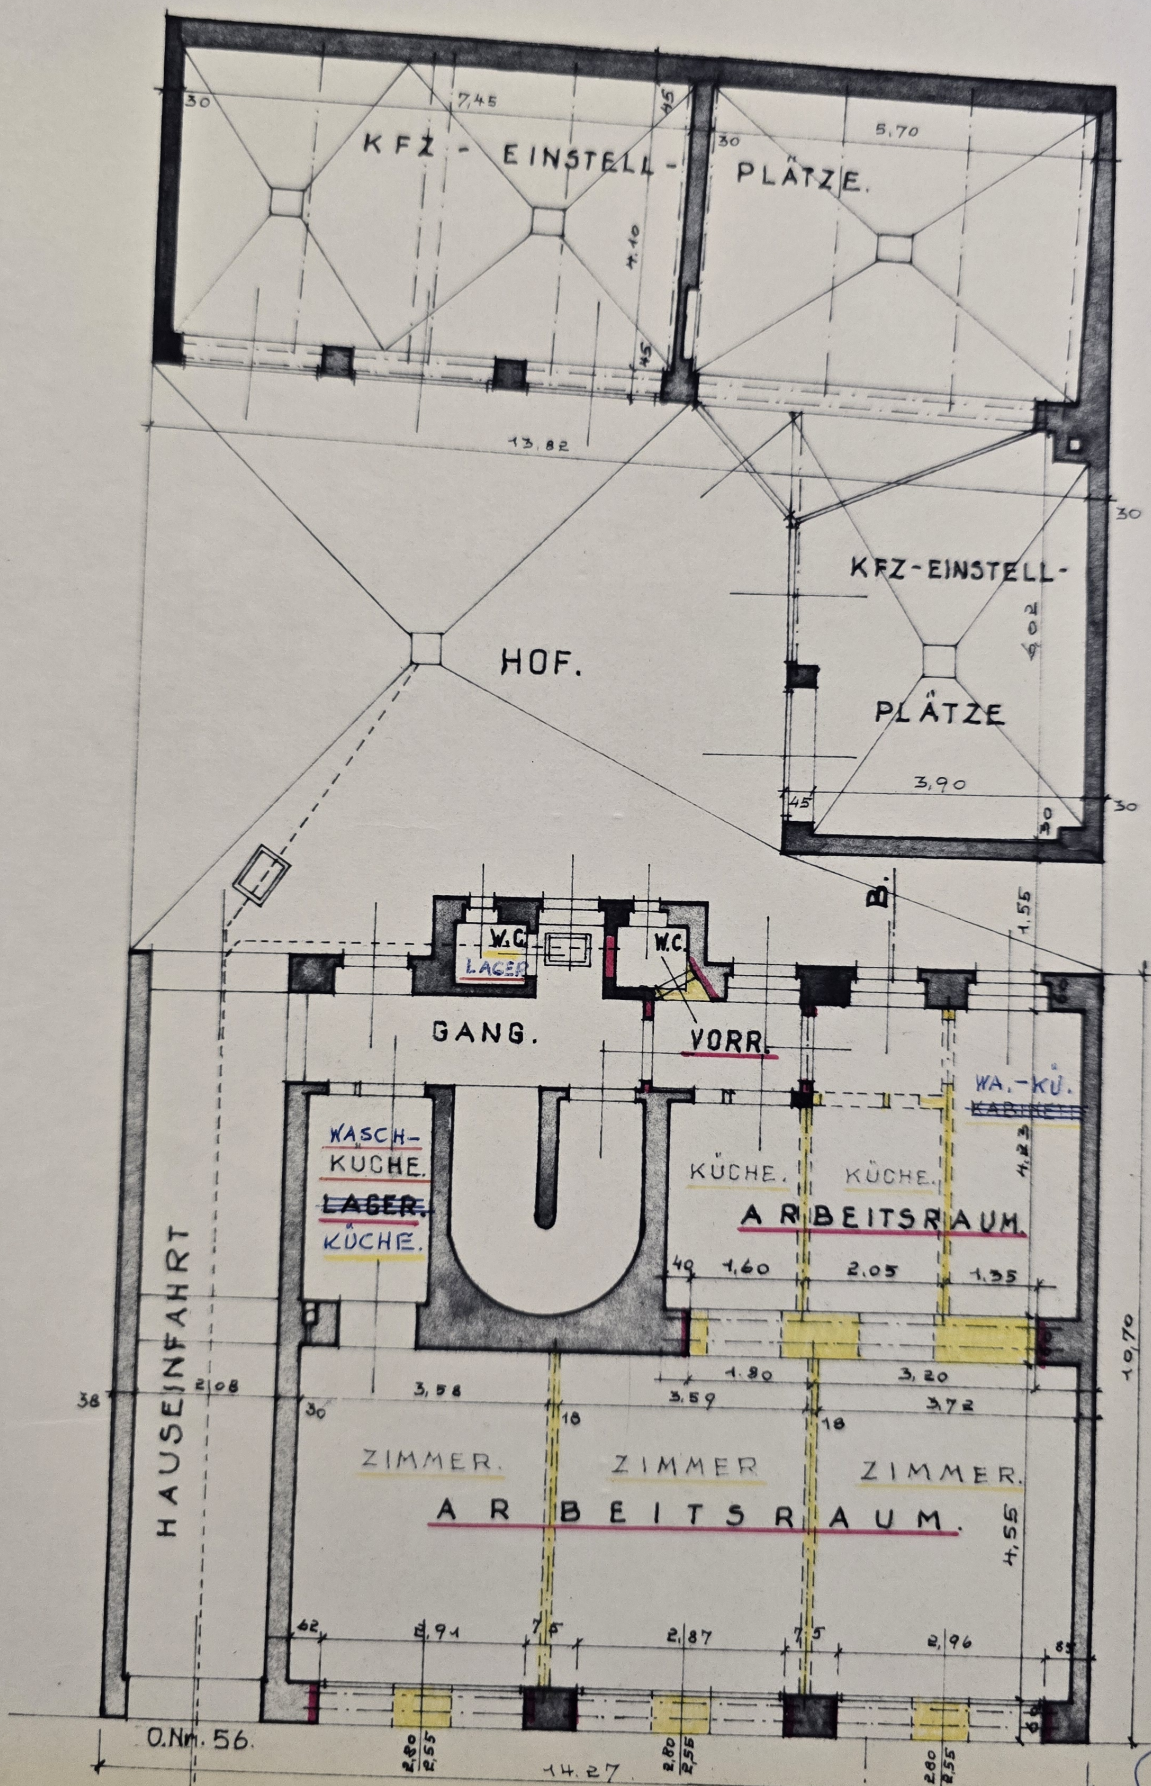 45
30
7,45
30
5,70
KFZ - EINSTELL-
PLÄTZE.
4.10
45
13,82
30
KFZ-EINSTELL-
6.02
HOF.
PLÄTZE
3,90
45
30
30
B.
1.55
W.C.
W.C.
LAGER
60
GANG.
VORR.
WA.-KÜ.
KABINETT
WASCH-
KÜCHE.
LAGER.
KÜCHE.
4,23
KÜCHE.
KÜCHE.
ARBEITSRAUM.
40
1,60
2,05
1,35
HAUSEINFAHRT
10,70
1.80
3,20
38
2,08
30
3,58
18
3,59
18
3,72
ZIMMER.
ZIMMER
ZIMMER.
ARBEITSRAUM.
4,55
62
2,91
75
2,87
75
2,96
85
60
O.Nr. 56.
2,80
2,55
2,80
2,55
2,80
2,55
14.27